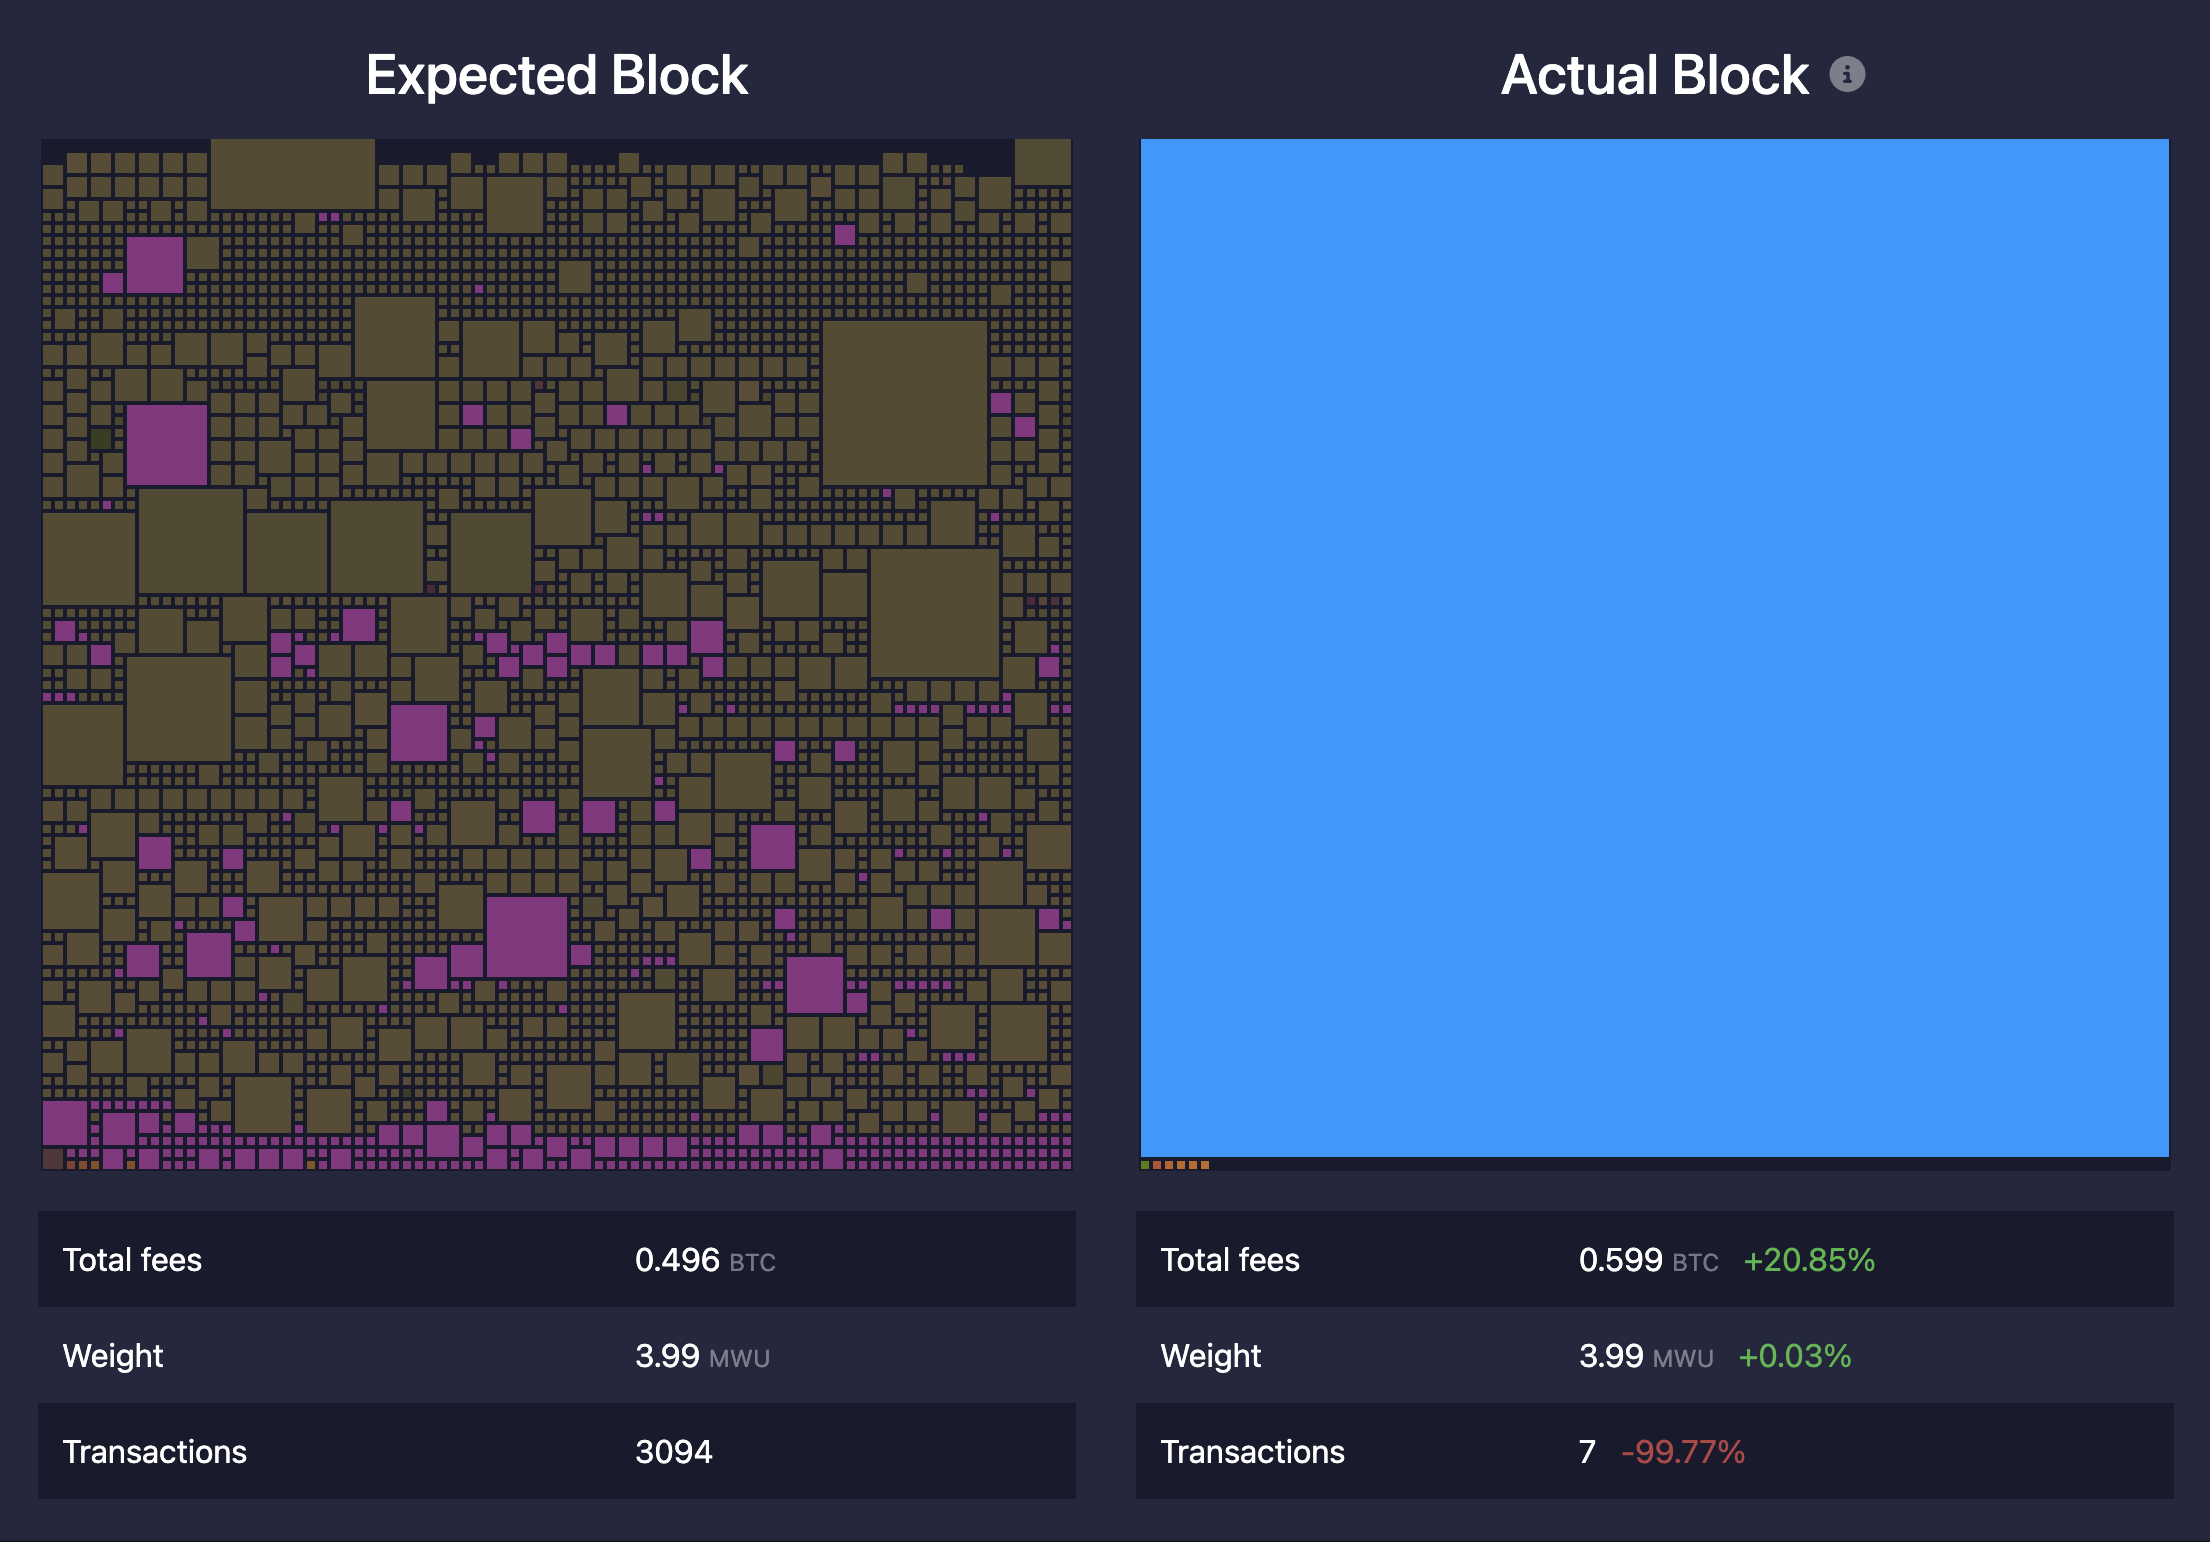 Expected Block
Actual Block
Total fees 0.496 BTC
Weight 3.99 MWU
Transactions 3094
Total fees 0.599 BTC +20.85%
Weight 3.99 MWU +0.03%
Transactions 7 -99.77%